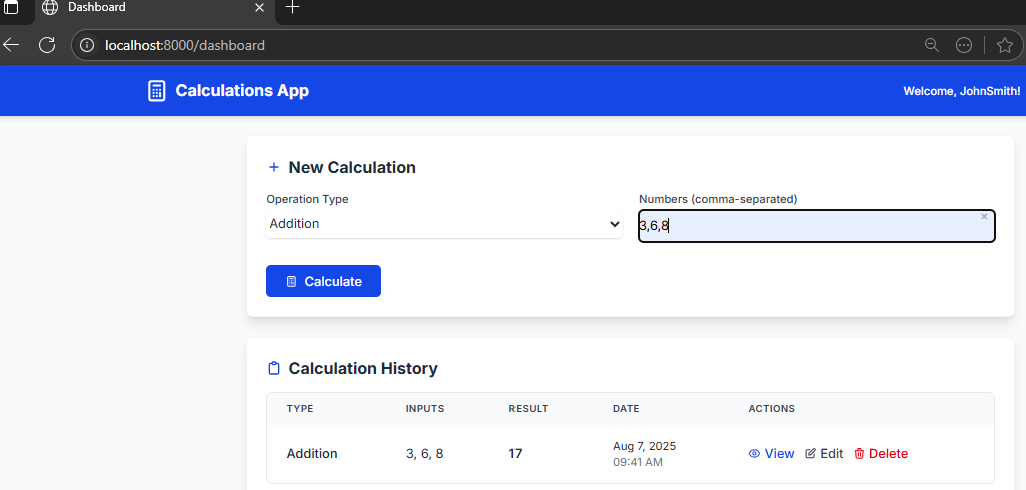 Dashboard
localhost:8000/dashboard
Calculations App
Welcome, JohnSmith!
New Calculation
Operation Type
Numbers (comma-separated)
Addition
3,6,8
Calculate
Calculation History
TYPE INPUTS RESULT DATE ACTIONS
Addition 3, 6, 8 17 Aug 7, 2025 View Edit Delete
09:41 AM